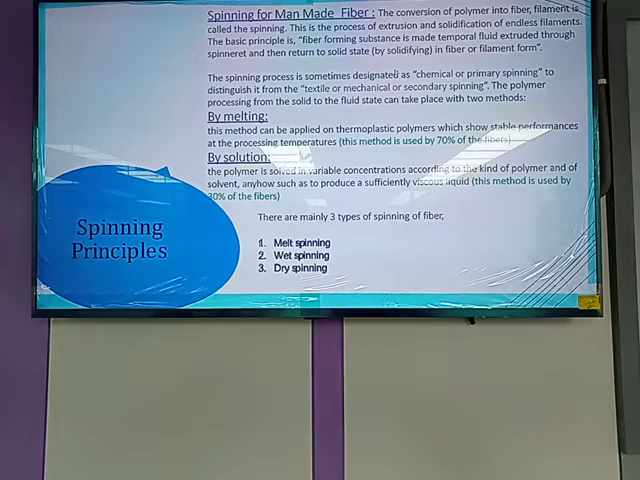 Spinning for Man Made Fiber : The conversion of polymer into fiber, filament is
called the spinning. This is the process of extrusion and solidification of endless filaments.
The basic principle is, “fiber forming substance is made temporal fluid extruded through
spinneret and then return to solid state (by solidifying) in fiber or filament form”.
The spinning process is sometimes designated as “chemical or primary spinning” to
distinguish it from the “textile or mechanical or secondary spinning”. The polymer
processing from the solid to the fluid state can take place with two methods:
By melting:
this method can be applied on thermoplastic polymers which show stable performances
at the processing temperatures (this method is used by 70% of the fibers)
By solution:
the polymer is solved in variable concentrations according to the kind of polymer and of
solvent, anyhow such as to produce a sufficiently viscous liquid (this method is used by
30% of the fibers)
Spinning
Principles
There are mainly 3 types of spinning of fiber,
1. Melt spinning
2. Wet spinning
3. Dry spinning